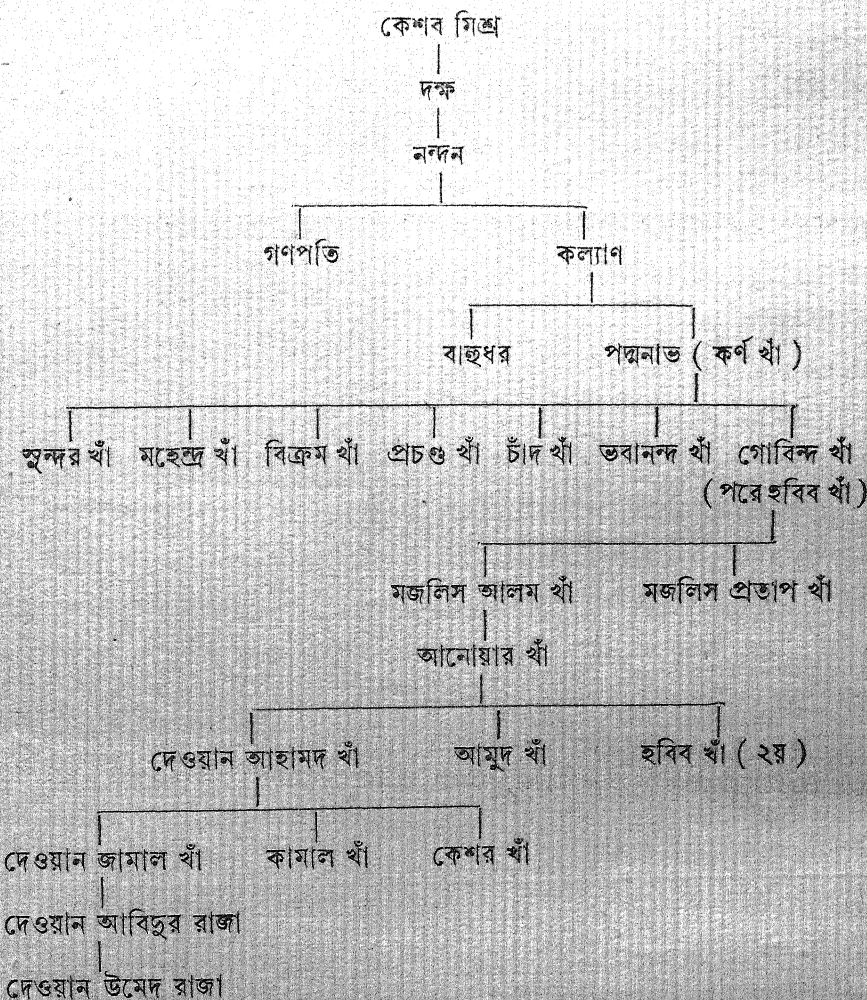 কেশব মিশ্র
দক্ষ
নন্দন
গণপতি কল্যাণ
বাহুধর পদ্মনাভ ( কর্ণ খাঁ )
সুন্দর খাঁ মহেন্দ্র খাঁ বিক্রম খাঁ প্রচণ্ড খাঁ চাঁদ খাঁ ভবানন্দ খাঁ গোবিন্দ খাঁ
( পরে হবিব খাঁ )
মজলিস আলম খাঁ মজলিস প্রতাপ খাঁ
আনোয়ার খাঁ
দেওয়ান আহামদ খাঁ আমুদ খাঁ হবিব খাঁ ( ২য় )
দেওয়ান জামাল খাঁ কামাল খাঁ কেশর খাঁ
দেওয়ান আবিদুর রাজা
দেওয়ান উমেদ রাজা